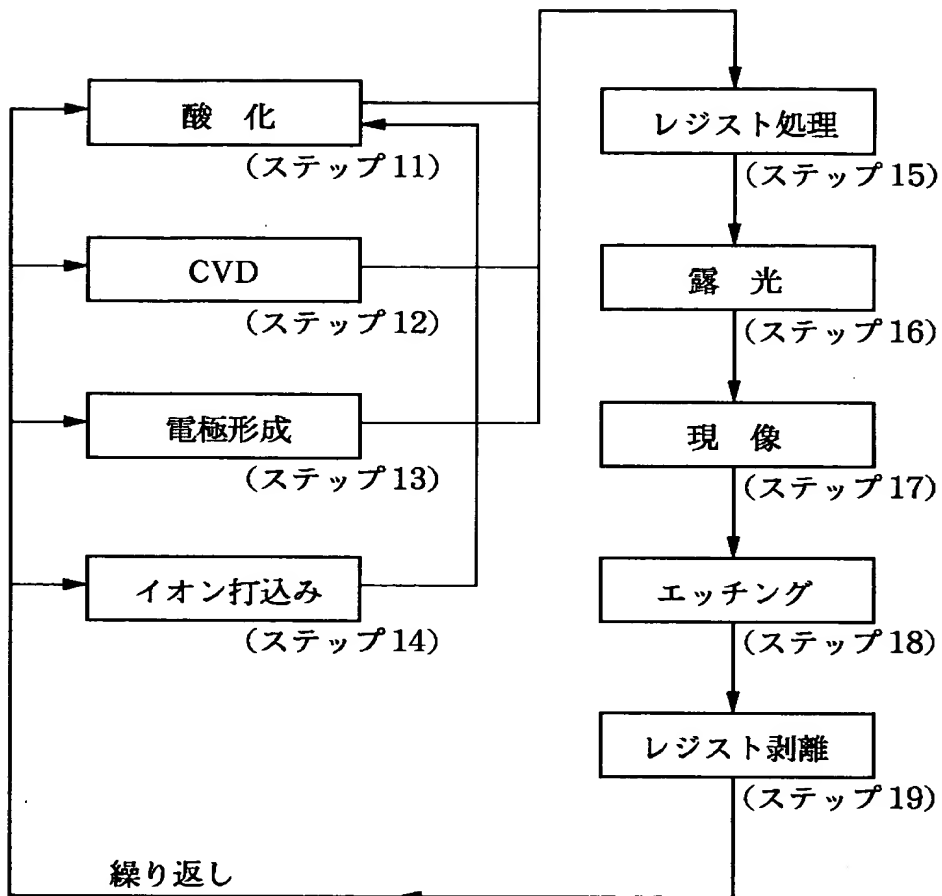 酸 化
(ステップ11)
CVD
(ステップ12)
電極形成
(ステップ13)
イオン打込み
(ステップ14)
レジスト処理
(ステップ15)
露 光
(ステップ16)
現 像
(ステップ17)
エッチング
(ステップ18)
レジスト剥離
(ステップ19)
繰り返し